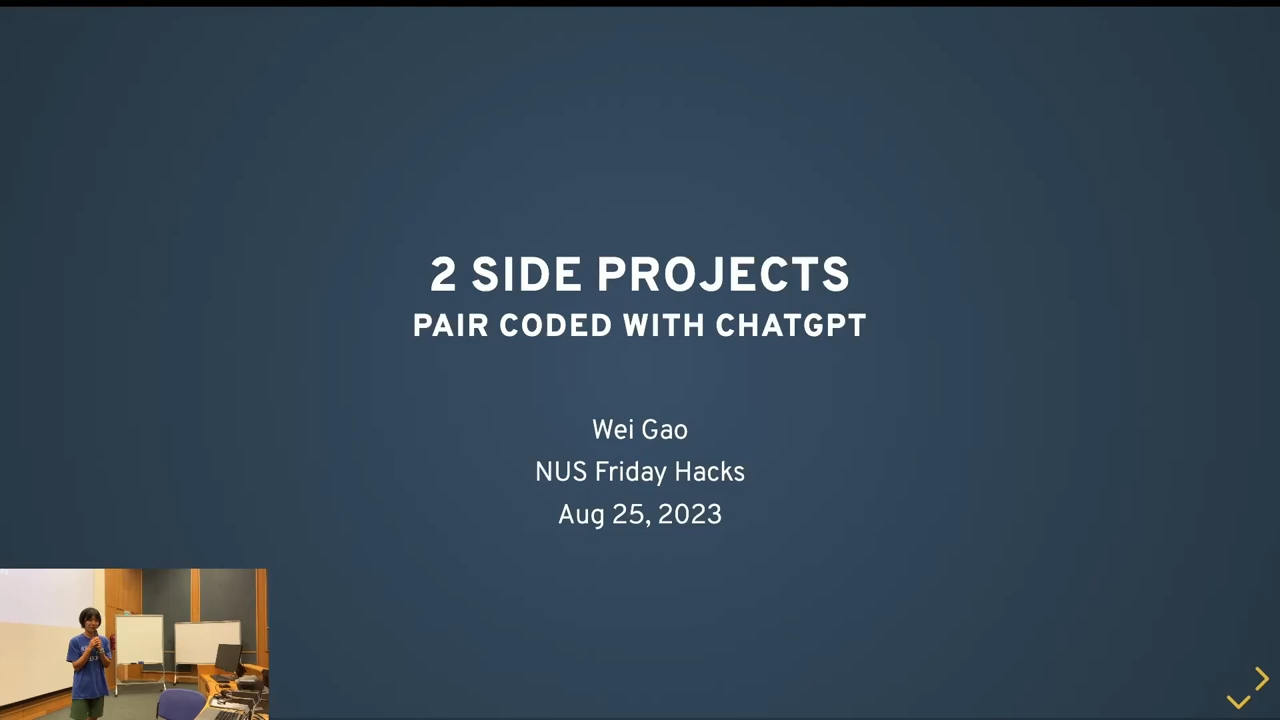 2 SIDE PROJECTS
PAIR CODED WITH CHATGPT
Wei Gao
NUS Friday Hacks
Aug 25, 2023